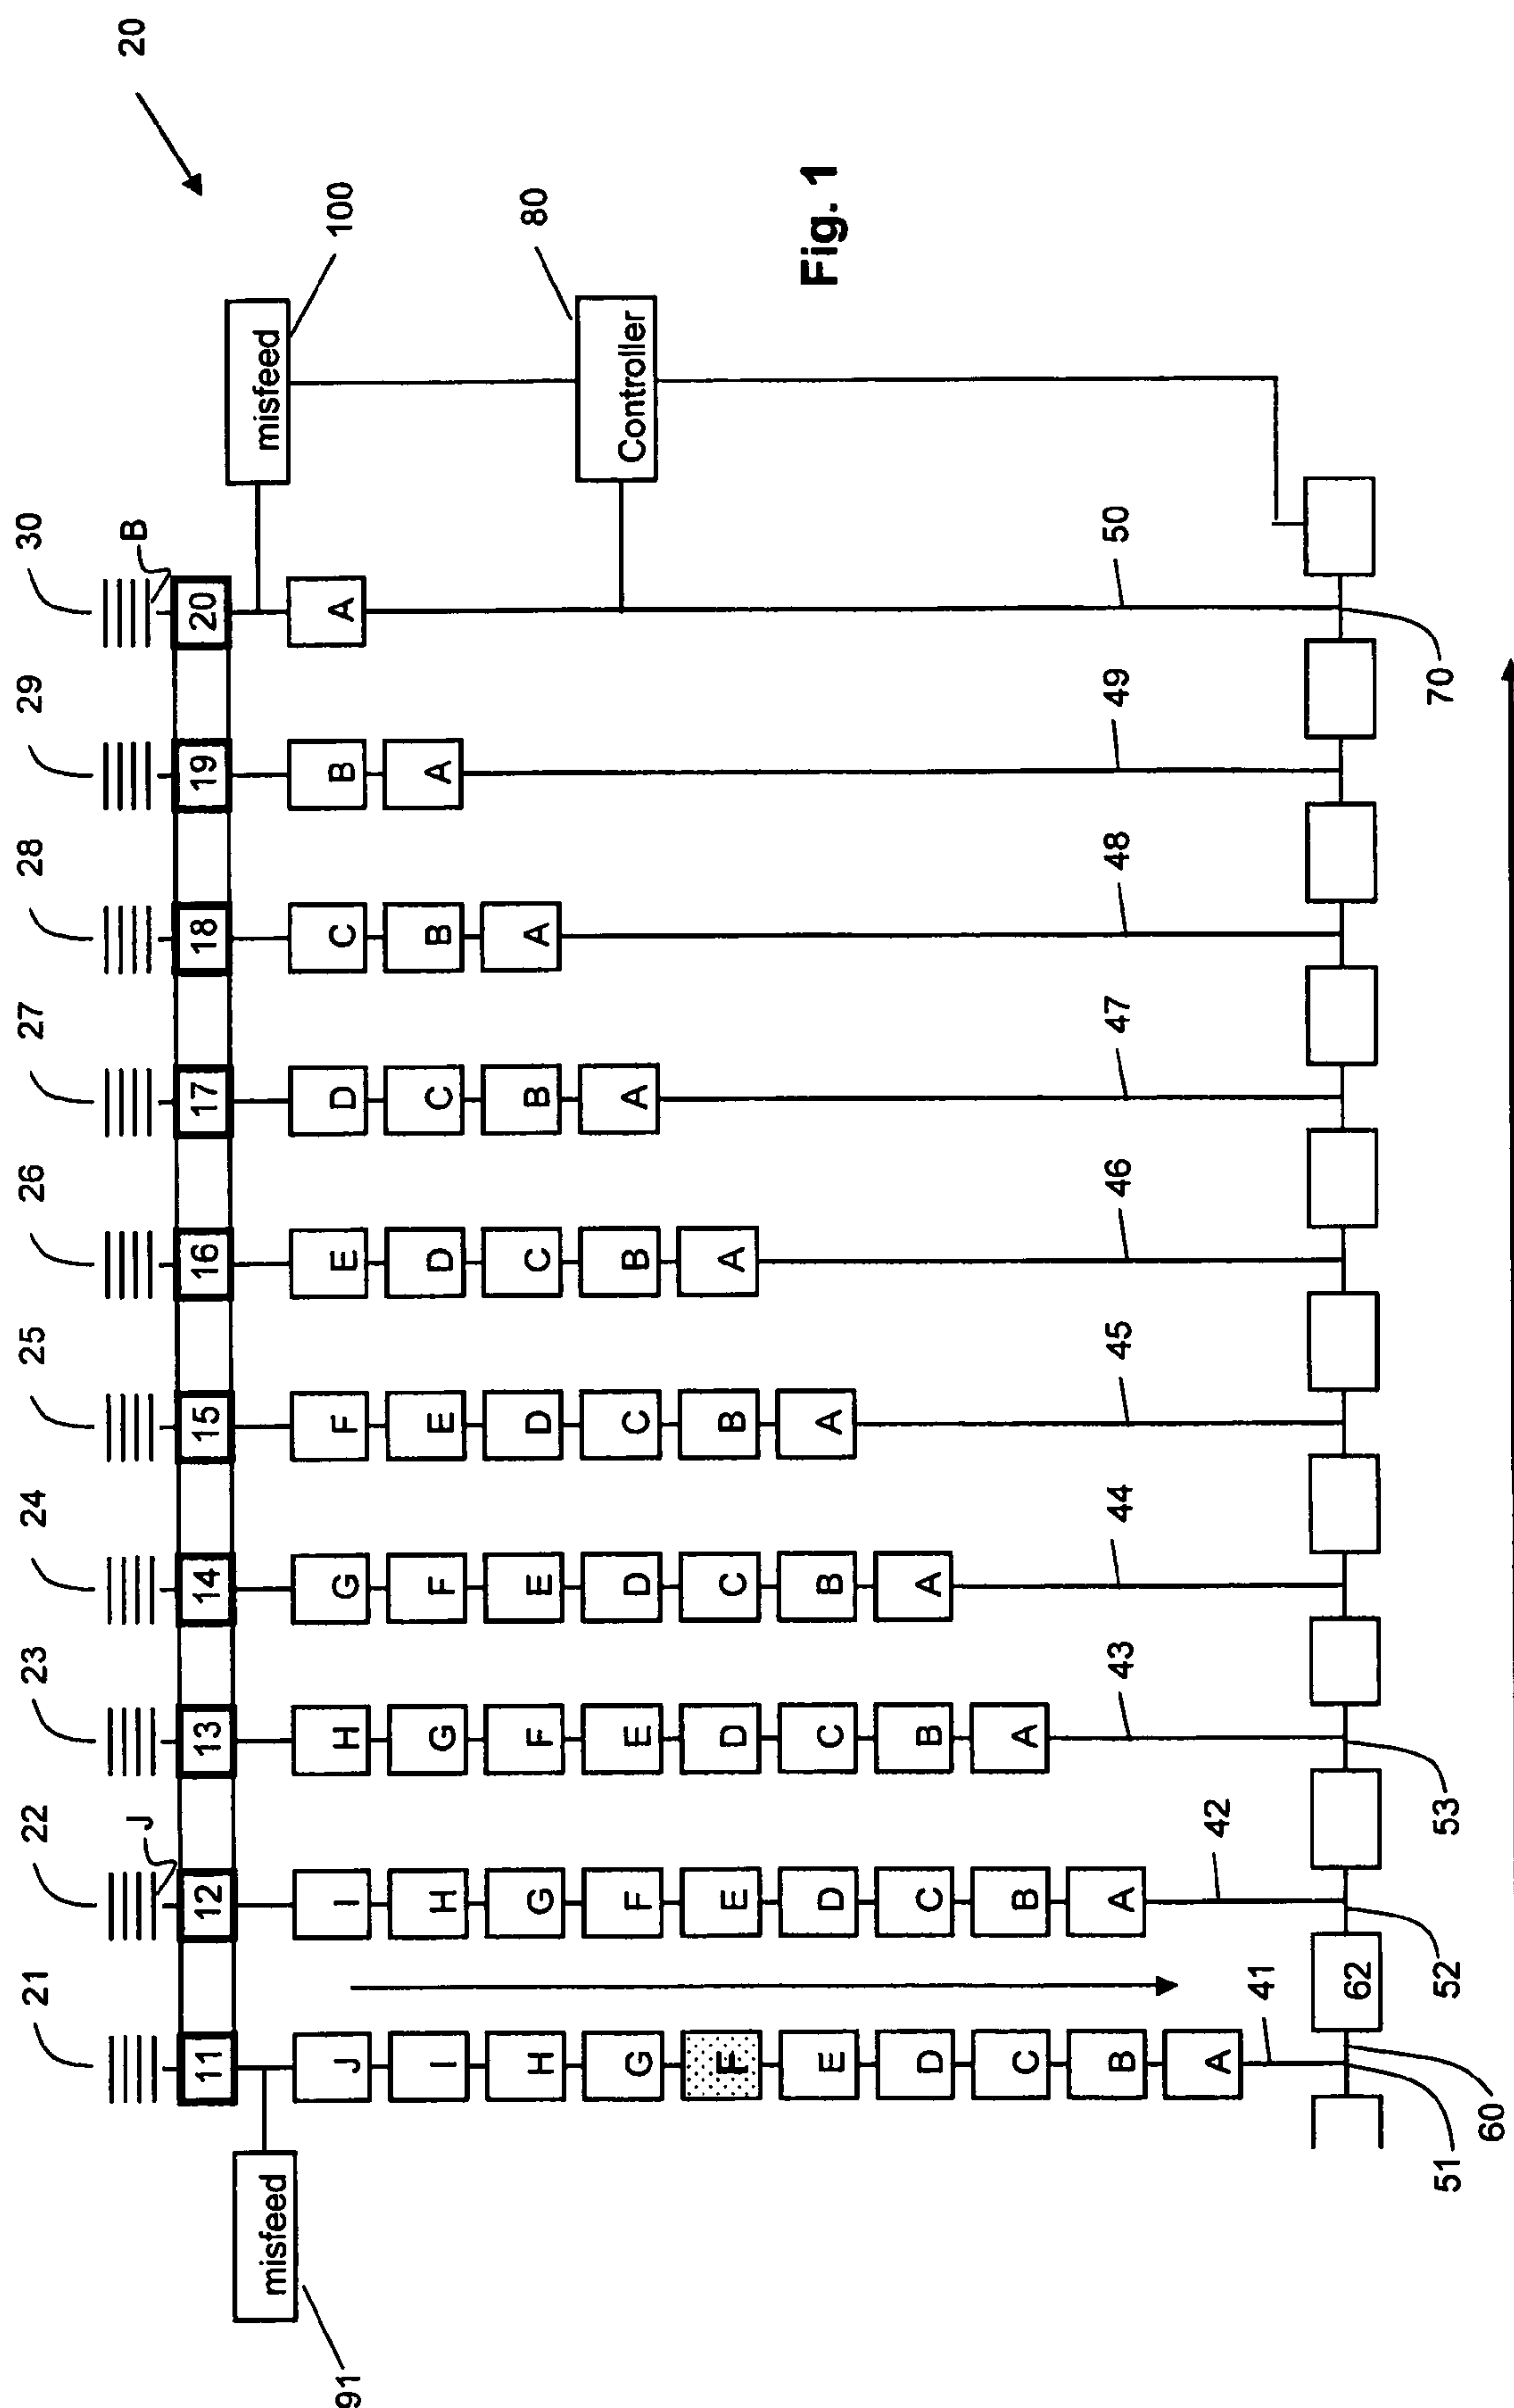 20
21
22
23
24
25
26
27
28
29
30
J
B
11
12
13
14
15
16
17
18
19
20
misfeed
91
misfeed
100
J
I
H
G
F
E
D
C
B
A
I
H
G
F
E
D
C
B
A
H
G
F
E
D
C
B
A
G
F
E
D
C
B
A
F
E
D
C
B
A
E
D
C
B
A
D
C
B
A
C
B
A
B
A
A
Controller
80
41
42
43
44
45
46
47
48
49
50
62
51
60
52
53
70
Fig. 1